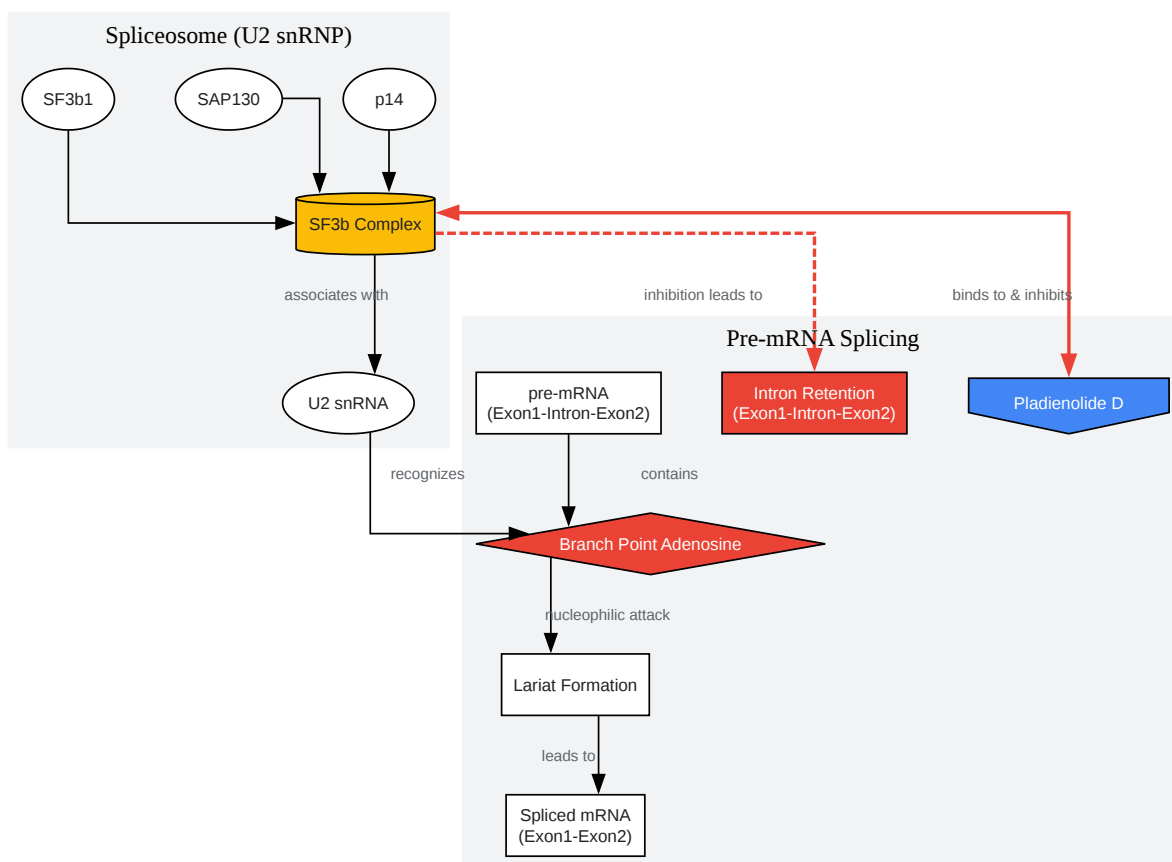 Spliceosome (U2 snRNP)
SF3b1
SAP130
p14
SF3b Complex
associates with
inhibition leads to
binds to & inhibits
Pre-mRNA Splicing
U2 snRNA
pre-mRNA
(Exon1-Intron-Exon2)
Intron Retention
(Exon1-Intron-Exon2)
Pladienolide D
recognizes
contains
Branch Point Adenosine
nucleophilic attack
Lariat Formation
leads to
Spliced mRNA
(Exon1-Exon2)